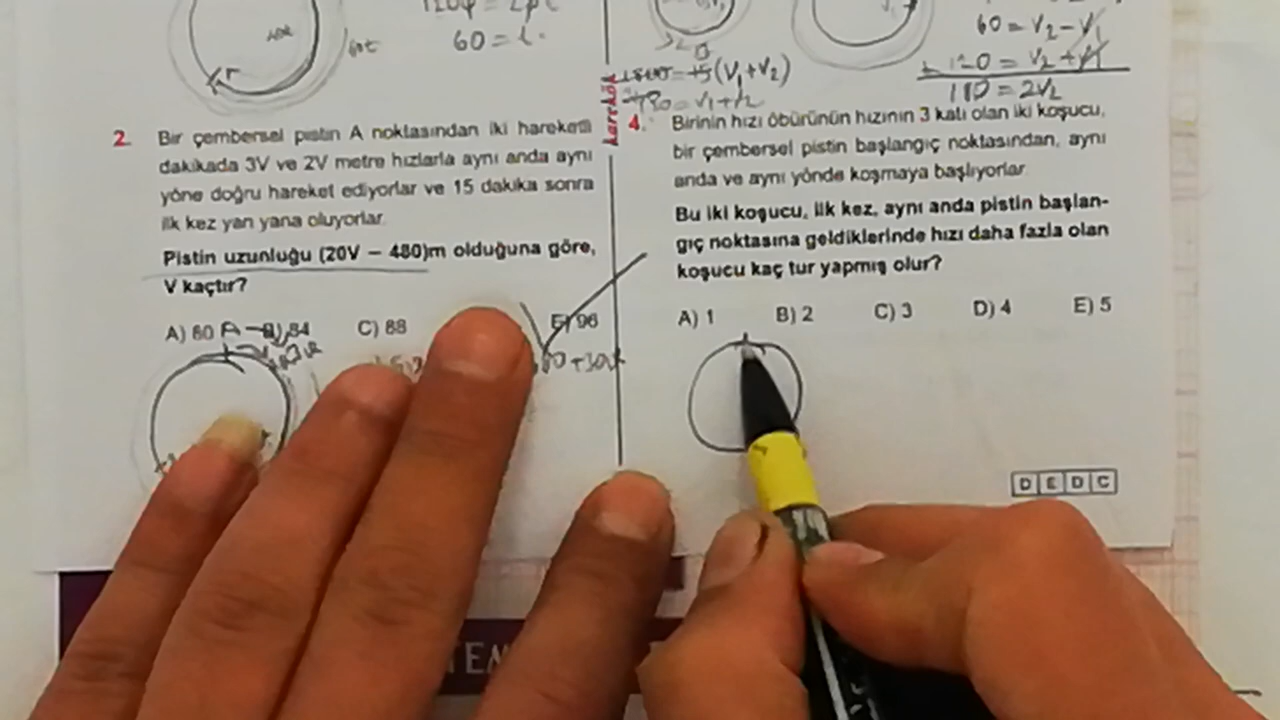 60t
60 =
2. Bir çembersel pistin A noktasından iki hareketli
dakikada 3V ve 2V metre hızlarla aynı anda aynı
yöne doğru hareket ediyorlar ve 15 dakika sonra
ilk kez yan yana oluyorlar.
Pistin uzunluğu (20V – 480)m olduğuna göre,
V kaçtır?
A) 80
84
C) 88
E) 96
karekök
60 = V₂ – V₁
120 = V₂ + V₁
180 = 2V₂
(V₁+V₂)
4. Birinin hızı öbürünün hızının 3 katı olan iki koşucu,
bir çembersel pistin başlangıç noktasından, aynı
anda ve aynı yönde koşmaya başlıyorlar.
Bu iki koşucu, ilk kez, aynı anda pistin başlan-
gıç noktasına geldiklerinde hızı daha fazla olan
koşucu kaç tur yapmış olur?
A) 1 B) 2 C) 3 D) 4 E) 5
D E D C
TEM